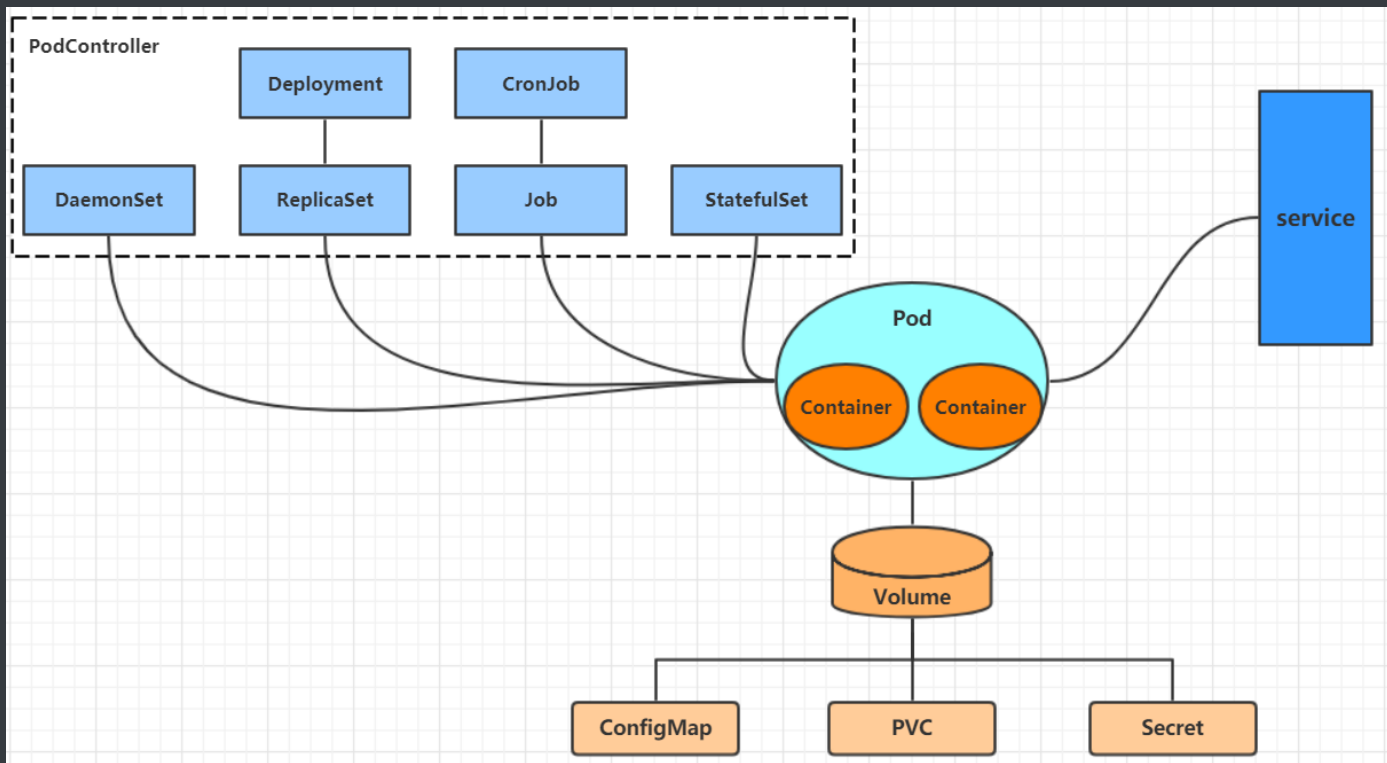 PodController
Deployment
CronJob
DaemonSet
ReplicaSet
Job
StatefulSet
service
Pod
Container
Container
Volume
ConfigMap
PVC
Secret